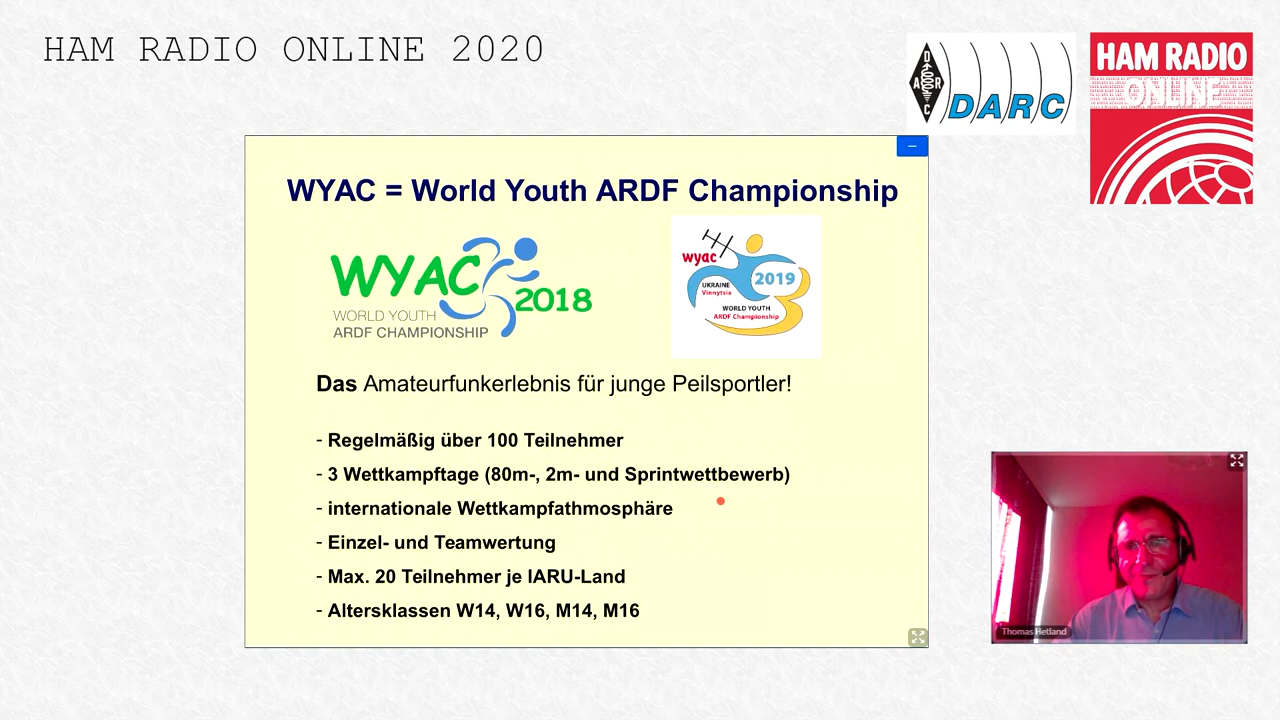 HAM RADIO ONLINE 2020
DARC
DARC
HAM RADIO
ONLINE
WYAC = World Youth ARDF Championship
WYAC 2018
WORLD YOUTH
ARDF CHAMPIONSHIP
wyac
2019
UKRAINE
Vinnytsia
WORLD YOUTH
ARDF Championship
Das Amateurfunkerlebnis für junge Peilsportler!
- Regelmäßig über 100 Teilnehmer
- 3 Wettkampftage (80m-, 2m- und Sprintwettbewerb)
- internationale Wettkampfathmosphäre
- Einzel- und Teamwertung
- Max. 20 Teilnehmer je IARU-Land
- Altersklassen W14, W16, M14, M16
Thomas Hetland